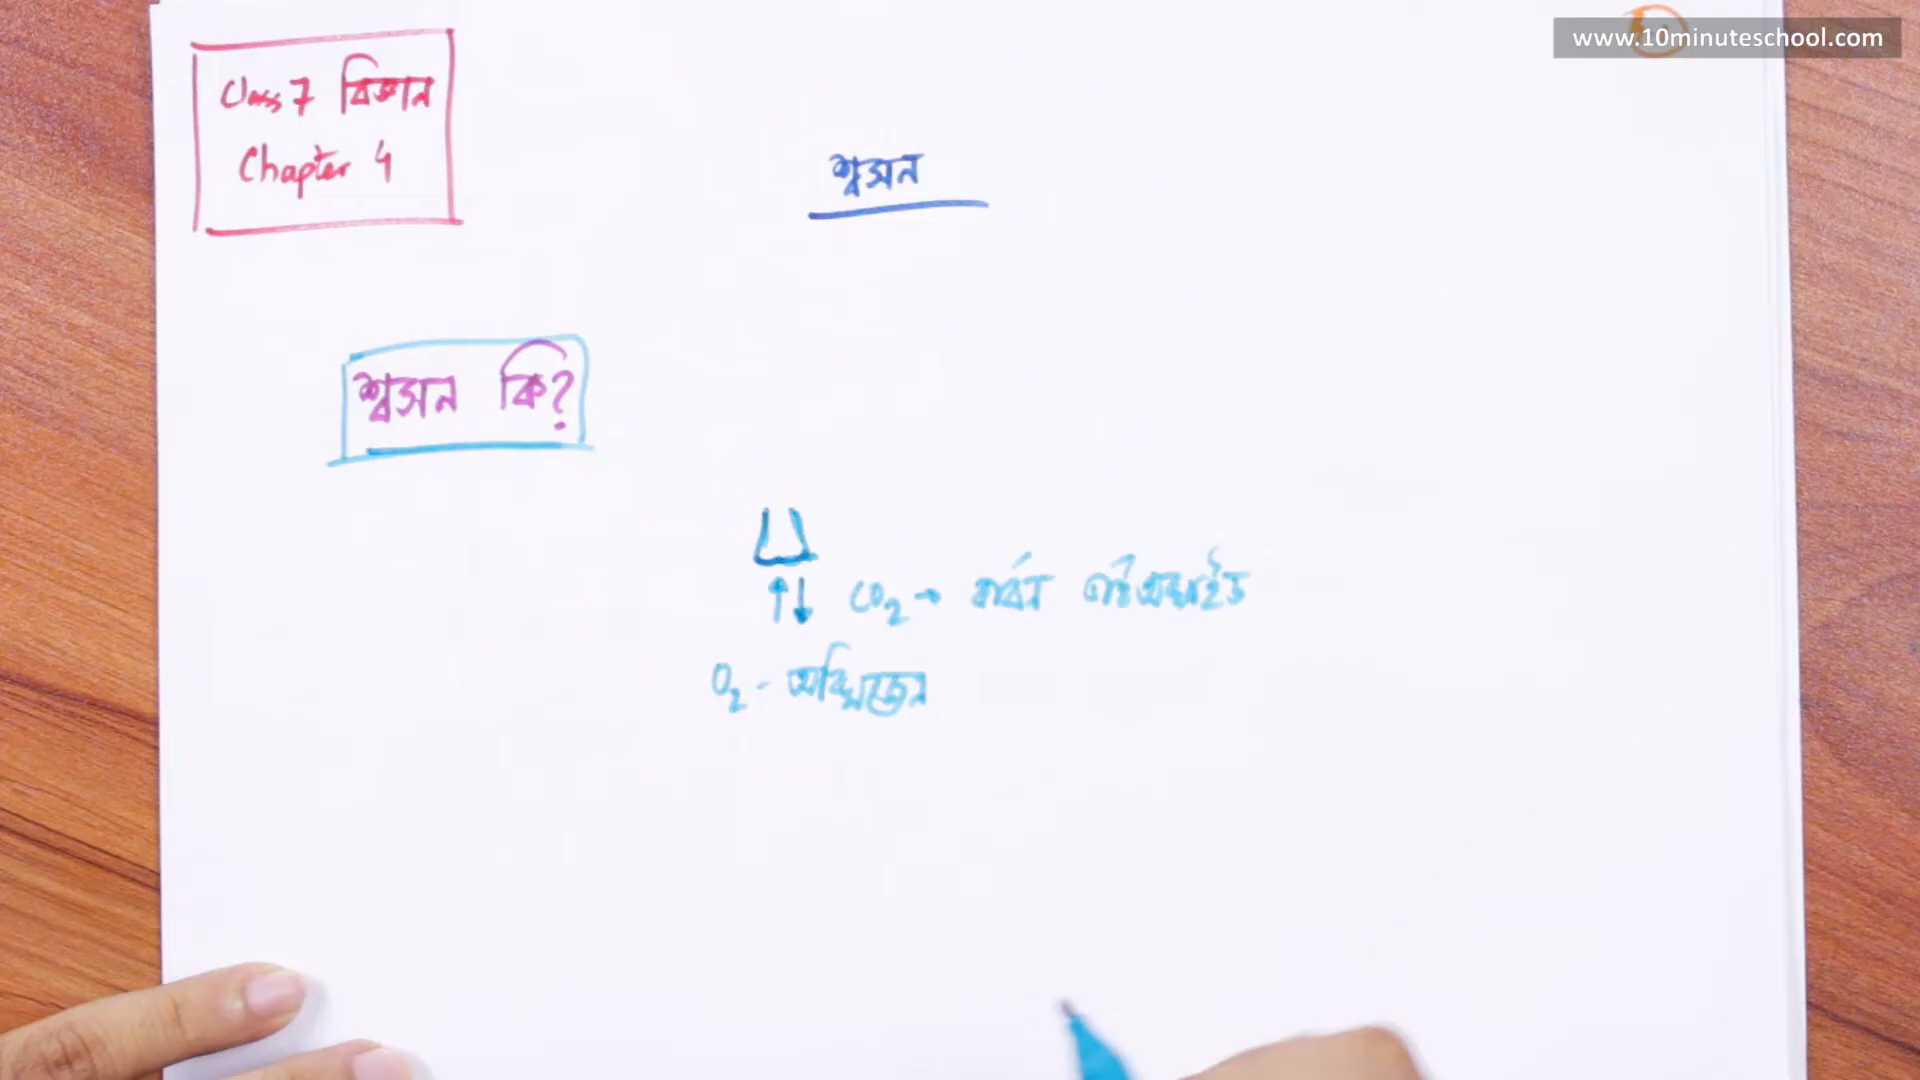 www.10minuteschool.com
Class 7 বিজ্ঞান
Chapter 4
শ্বসন
শ্বসন কি?
CO₂ → কার্বন ডাইঅক্সাইড
O₂ - অক্সিজেন